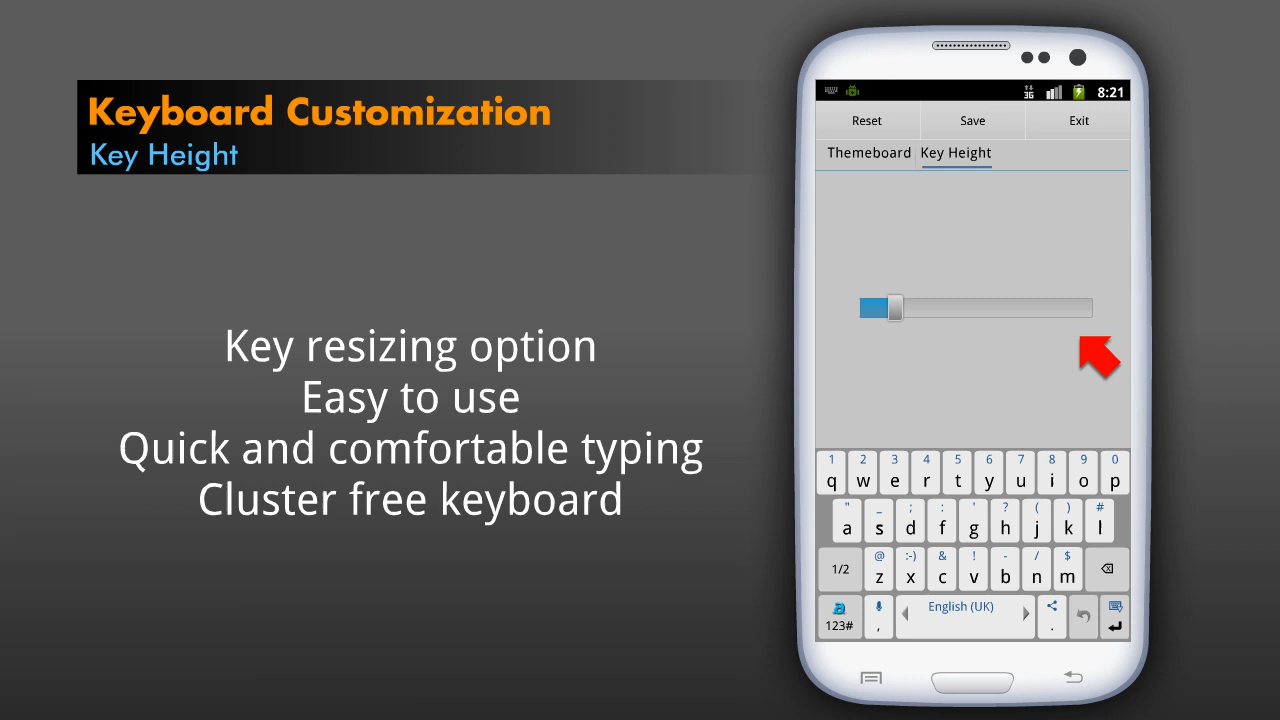 Keyboard Customization
Key Height
Key resizing option
Easy to use
Quick and comfortable typing
Cluster free keyboard
3G 8:21
Reset Save Exit
Themeboard Key Height
1 2 3 4 5 6 7 8 9 0
q w e r t y u i o p
" _ ; : ' ? ( ) #
a s d f g h j k l
@ :-) & ! - / $
1/2 z x c v b n m
a English (UK)
123# , .